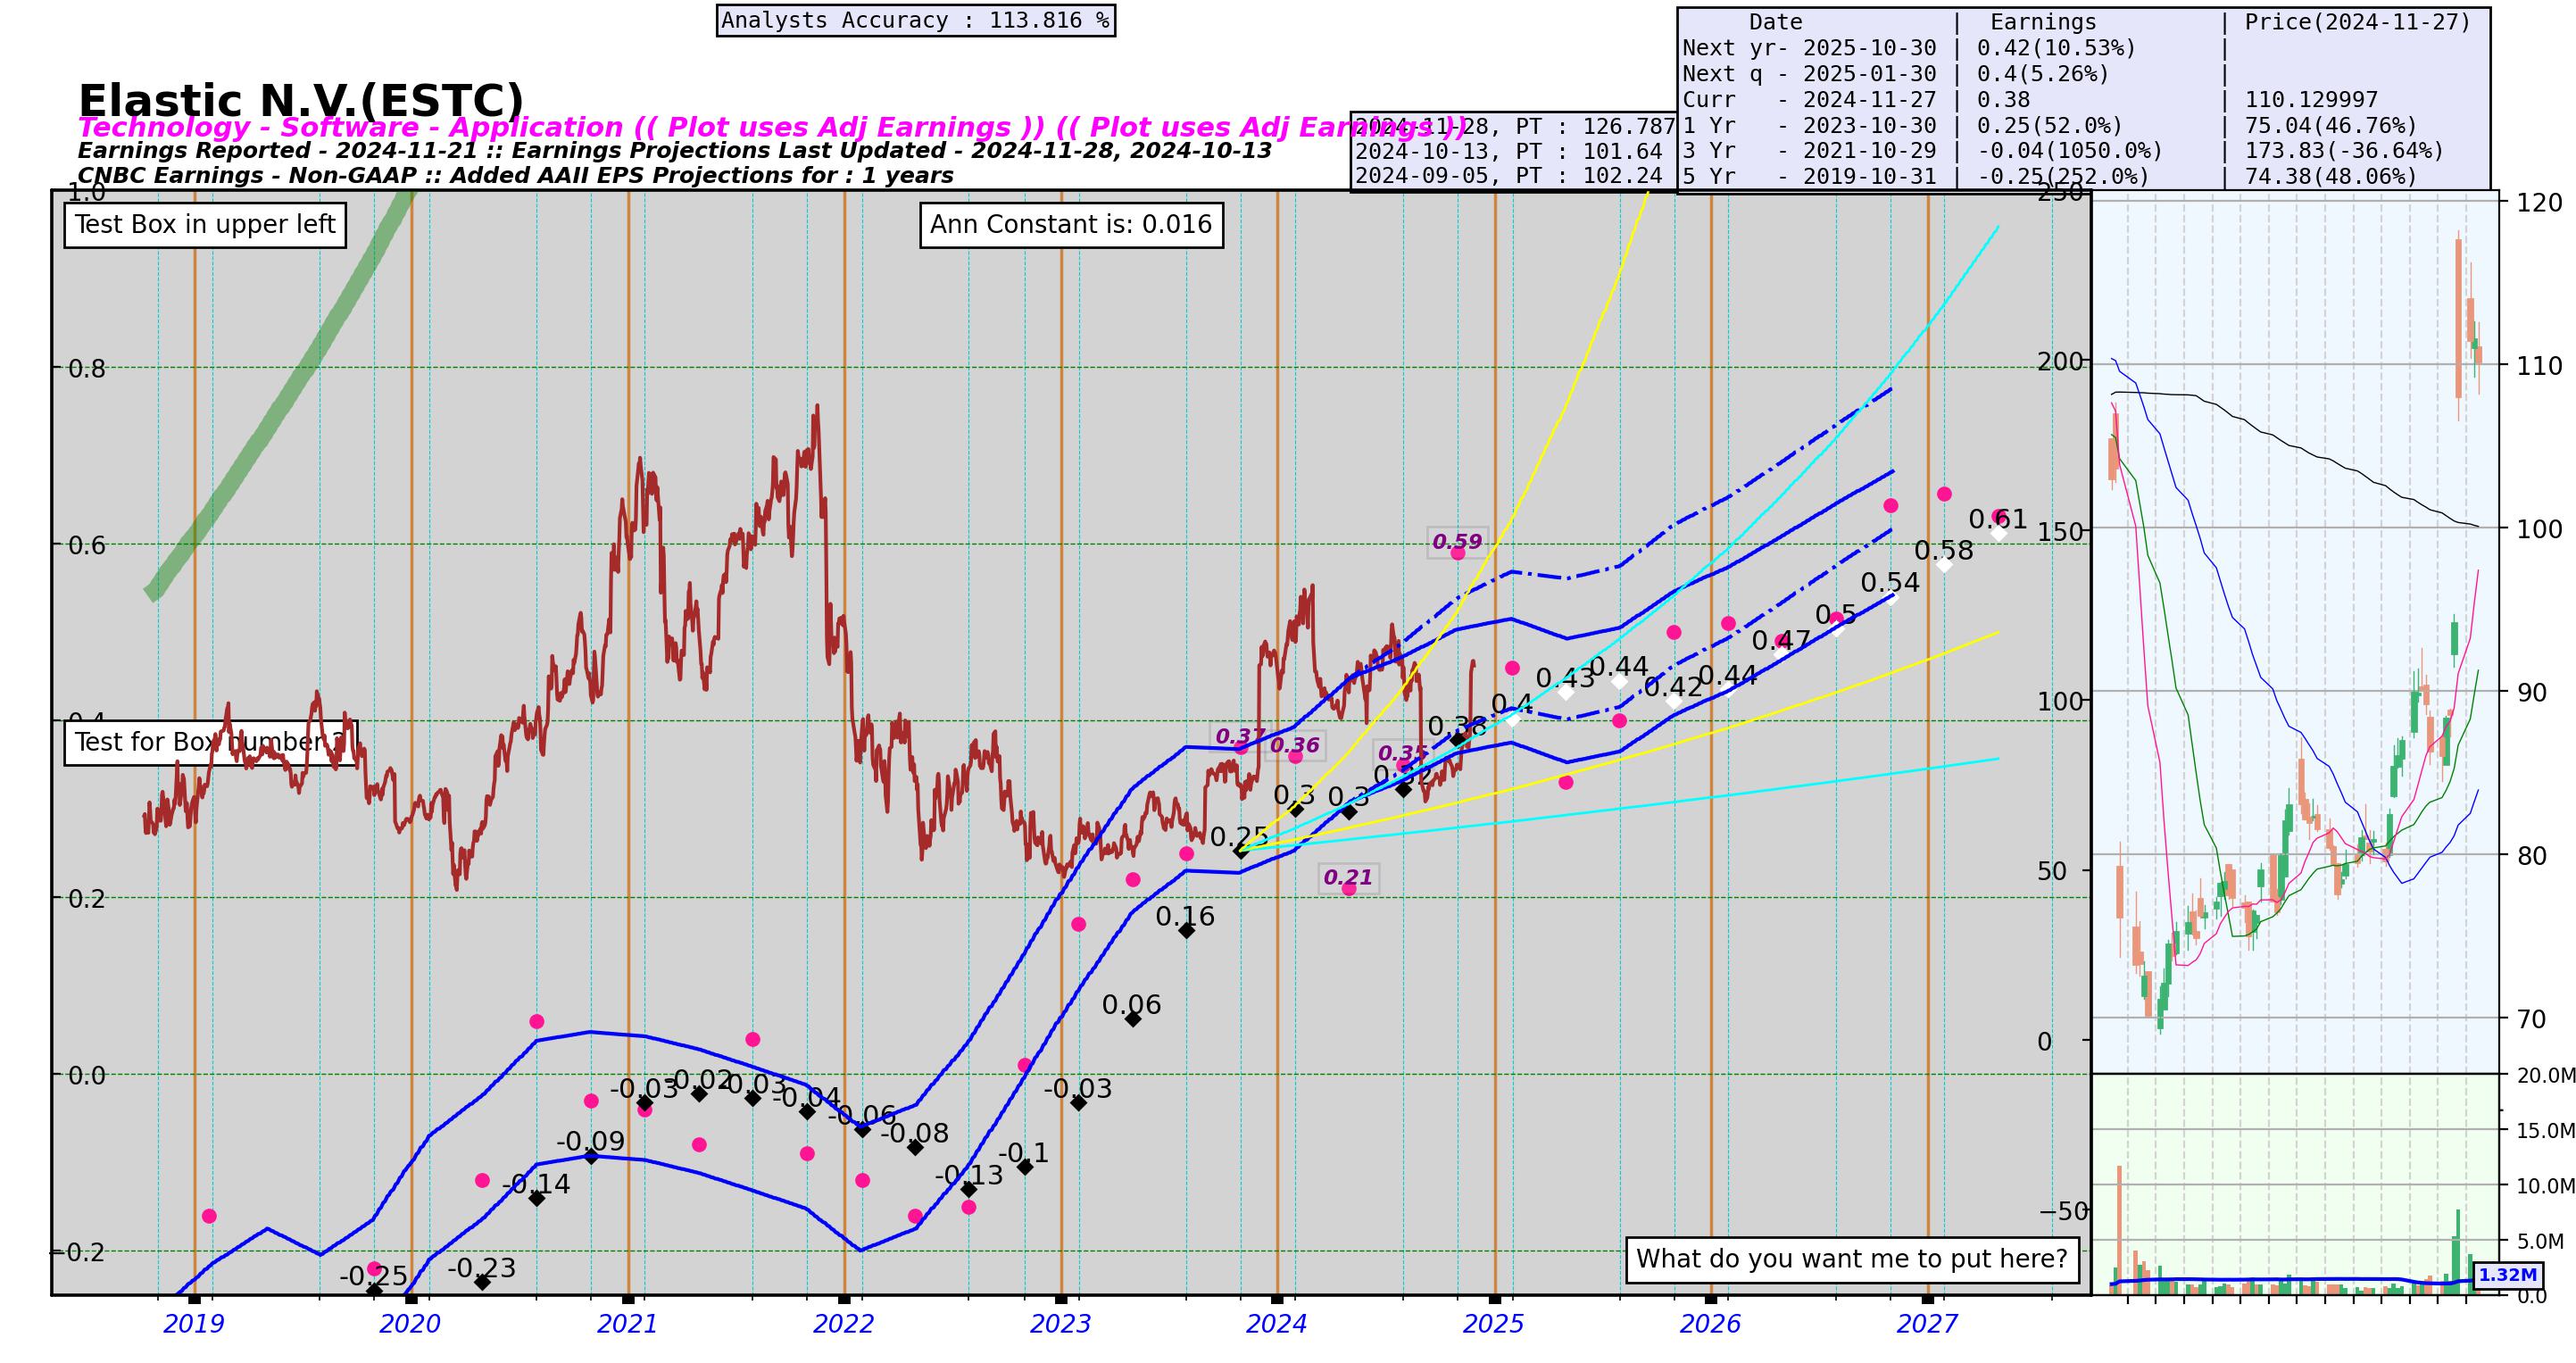 Analysts Accuracy : 113.816 %
Date | Earnings | Price(2024-11-27)
Next yr- 2025-10-30 | 0.42(10.53%) |
Next q - 2025-01-30 | 0.4(5.26%) |
Curr - 2024-11-27 | 0.38 | 110.129997
1 Yr - 2023-10-30 | 0.25(52.0%) | 75.04(46.76%)
3 Yr - 2021-10-29 | -0.04(1050.0%) | 173.83(-36.64%)
5 Yr - 2019-10-31 | -0.25(252.0%) | 74.38(48.06%)
Elastic N.V.(ESTC)
Technology - Software - Application (( Plot uses Adj Earnings )) (( Plot uses Adj Earnings ))
Earnings Reported - 2024-11-21 :: Earnings Projections Last Updated - 2024-11-28, 2024-10-13
CNBC Earnings - Non-GAAP :: Added AAII EPS Projections for : 1 years
2024-11-28, PT : 126.787
2024-10-13, PT : 101.64
2024-09-05, PT : 102.24
Test Box in upper left
Ann Constant is: 0.016
Test for Box number 2
What do you want me to put here?
1.0
0.8
0.6
0.4
0.2
0.0
−0.2
-0.25
-0.23
-0.14
-0.09
-0.03
-0.02
-0.03
-0.04
-0.06
-0.08
-0.13
-0.1
-0.03
0.06
0.16
0.25
0.3
0.3
0.32
0.38
0.4
0.43
0.44
0.42
0.44
0.47
0.5
0.54
0.58
0.61
0.37
0.36
0.21
0.35
0.59
250
200
150
100
50
0
−50
120
110
100
90
80
70
20.0M
15.0M
10.0M
5.0M
1.32M
0.0
2019
2020
2021
2022
2023
2024
2025
2026
2027